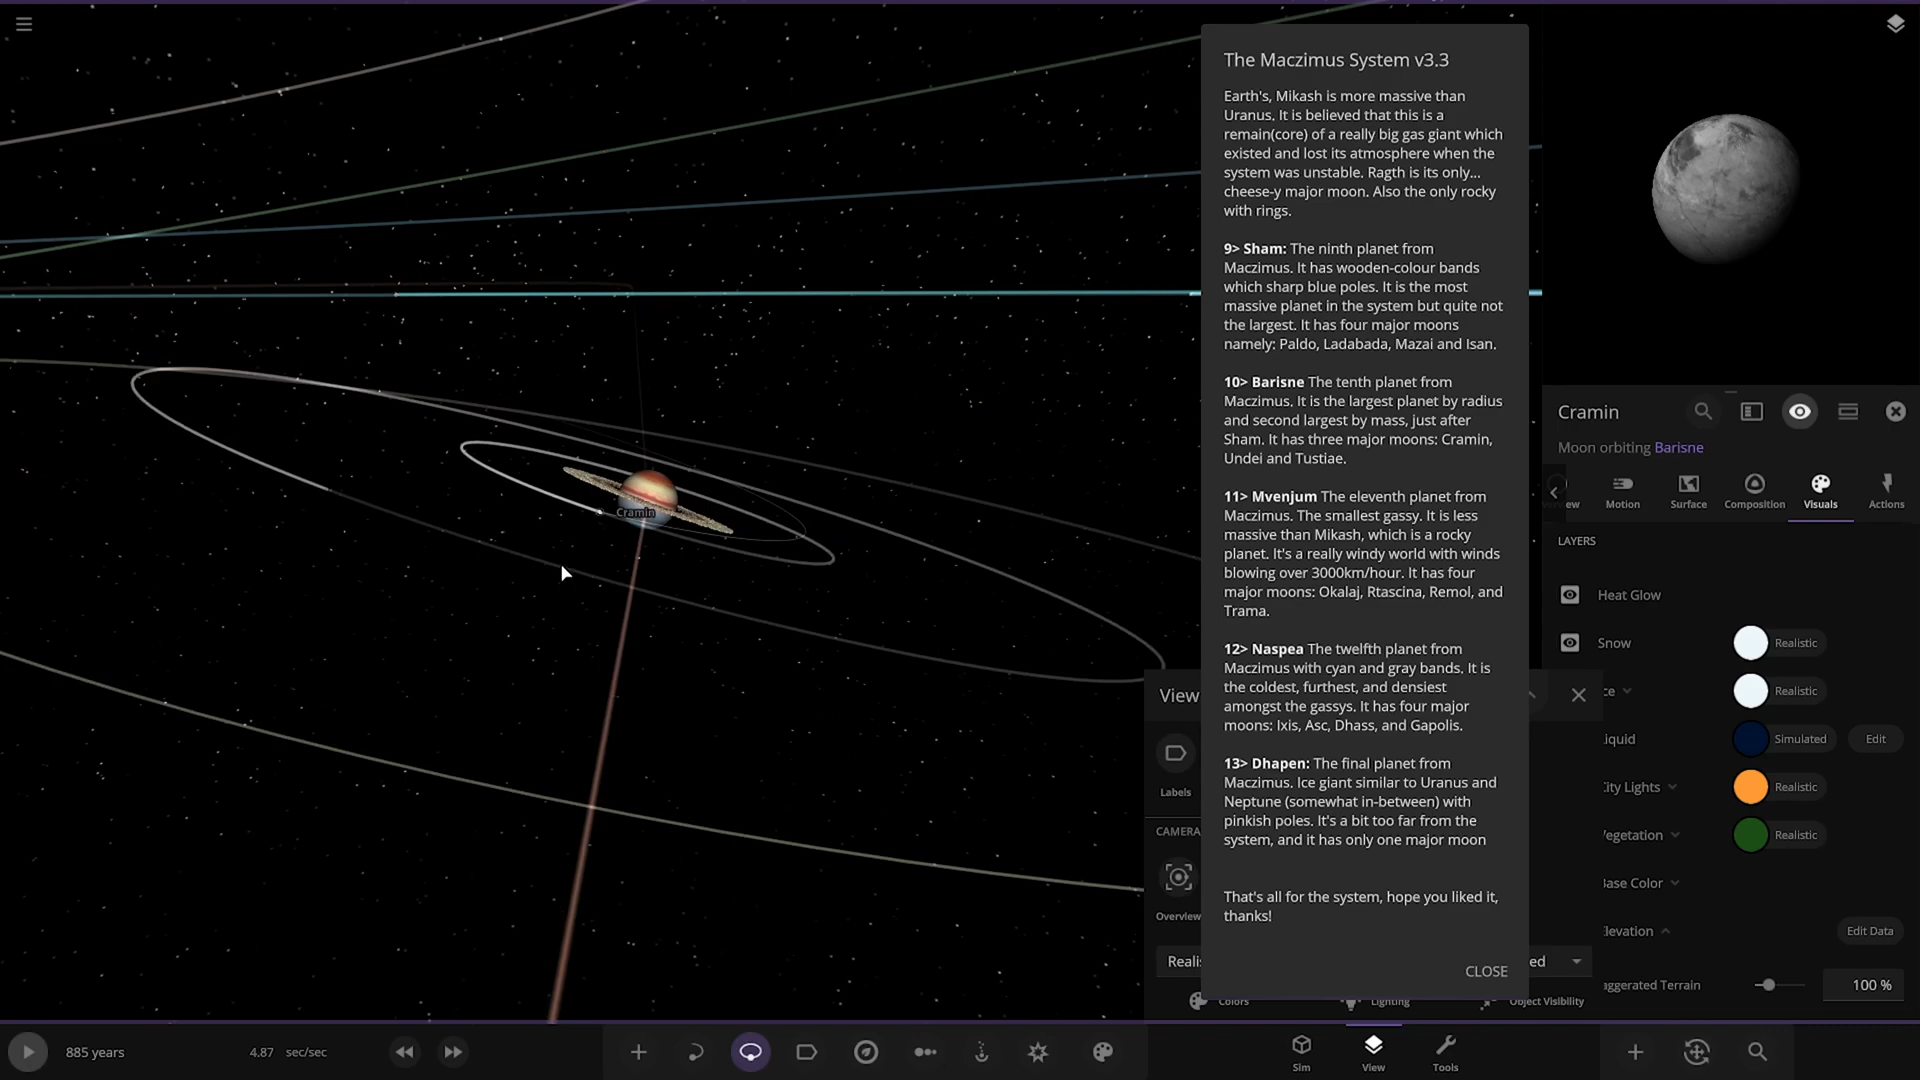 The Maczimus System v3.3
Earth's, Mikash is more massive than
Uranus. It is believed that this is a
remain(core) of a really big gas giant which
existed and lost its atmosphere when the
system was unstable. Ragth is its only...
cheese-y major moon. Also the only rocky
with rings.
9> Sham: The ninth planet from
Maczimus. It has wooden-colour bands
which sharp blue poles. It is the most
massive planet in the system but quite not
the largest. It has four major moons
namely: Paldo, Ladabada, Mazai and Isan.
10> Barisne The tenth planet from
Maczimus. It is the largest planet by radius
and second largest by mass, just after
Sham. It has three major moons: Cramin,
Undei and Tustiae.
11> Mvenjum The eleventh planet from
Maczimus. The smallest gassy. It is less
massive than Mikash, which is a rocky
planet. It's a really windy world with winds
blowing over 3000km/hour. It has four
major moons: Okalaj, Rtascina, Remol, and
Trama.
12> Naspea The twelfth planet from
Maczimus with cyan and gray bands. It is
the coldest, furthest, and densiest
amongst the gassys. It has four major
moons: Ixis, Asc, Dhass, and Gapolis.
13> Dhapen: The final planet from
Maczimus. Ice giant similar to Uranus and
Neptune (somewhat in-between) with
pinkish poles. It's a bit too far from the
system, and it has only one major moon
That's all for the system, hope you liked it,
thanks!
CLOSE
Cramin
Cramin
Moon orbiting Barisne
Motion Surface Composition Visuals Actions
LAYERS
Heat Glow
Snow Realistic
ce Realistic
iquid Simulated Edit
City Lights Realistic
Vegetation Realistic
Base Color
Elevation Edit Data
aggerated Terrain 100 %
View
Labels
CAMERA
Overview
Realis ed
Colors Lighting Object Visibility
885 years 4.87 sec/sec
Sim View Tools